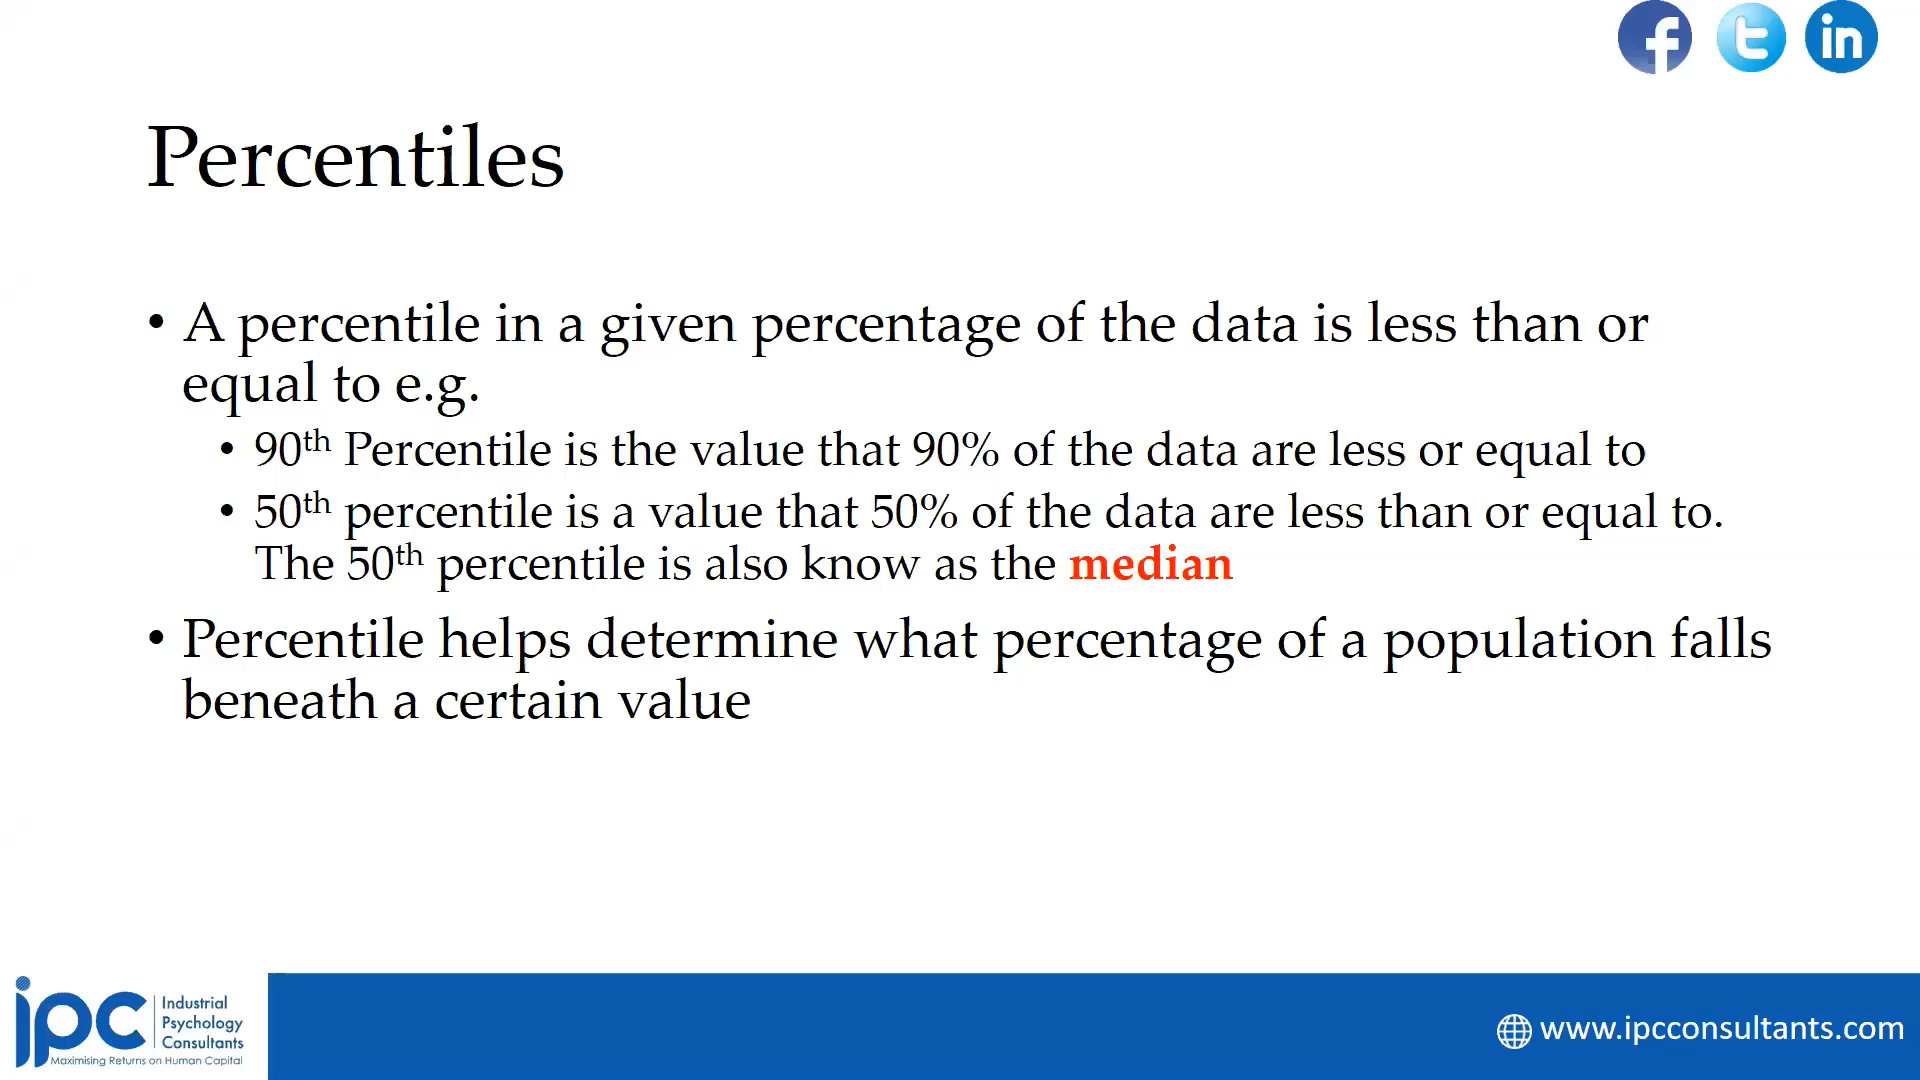 Percentiles
• A percentile in a given percentage of the data is less than or
equal to e.g.
• 90th Percentile is the value that 90% of the data are less or equal to
• 50th percentile is a value that 50% of the data are less than or equal to.
The 50th percentile is also know as the median
• Percentile helps determine what percentage of a population falls
beneath a certain value
ipc
Industrial
Psychology
Consultants
Maximising Returns on Human Capital
www.ipcconsultants.com